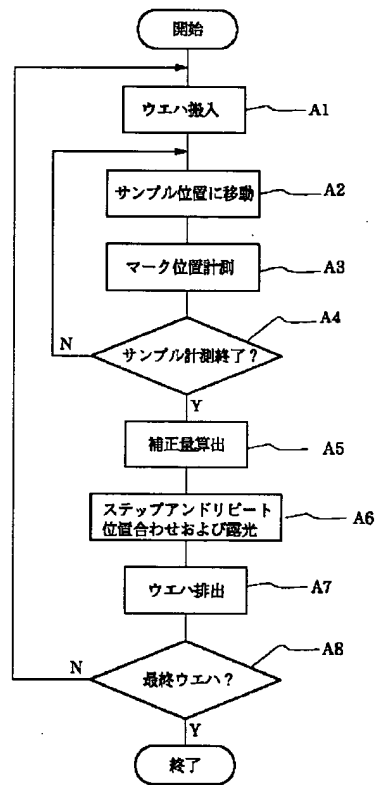 開始
ウエハ搬入
A1
サンプル位置に移動
A2
マーク位置計測
A3
A4
サンプル計測終了？
N
Y
補正量算出
A5
ステップアンドリピート
位置合わせおよび露光
A6
ウエハ排出
A7
A8
最終ウエハ？
N
Y
終了